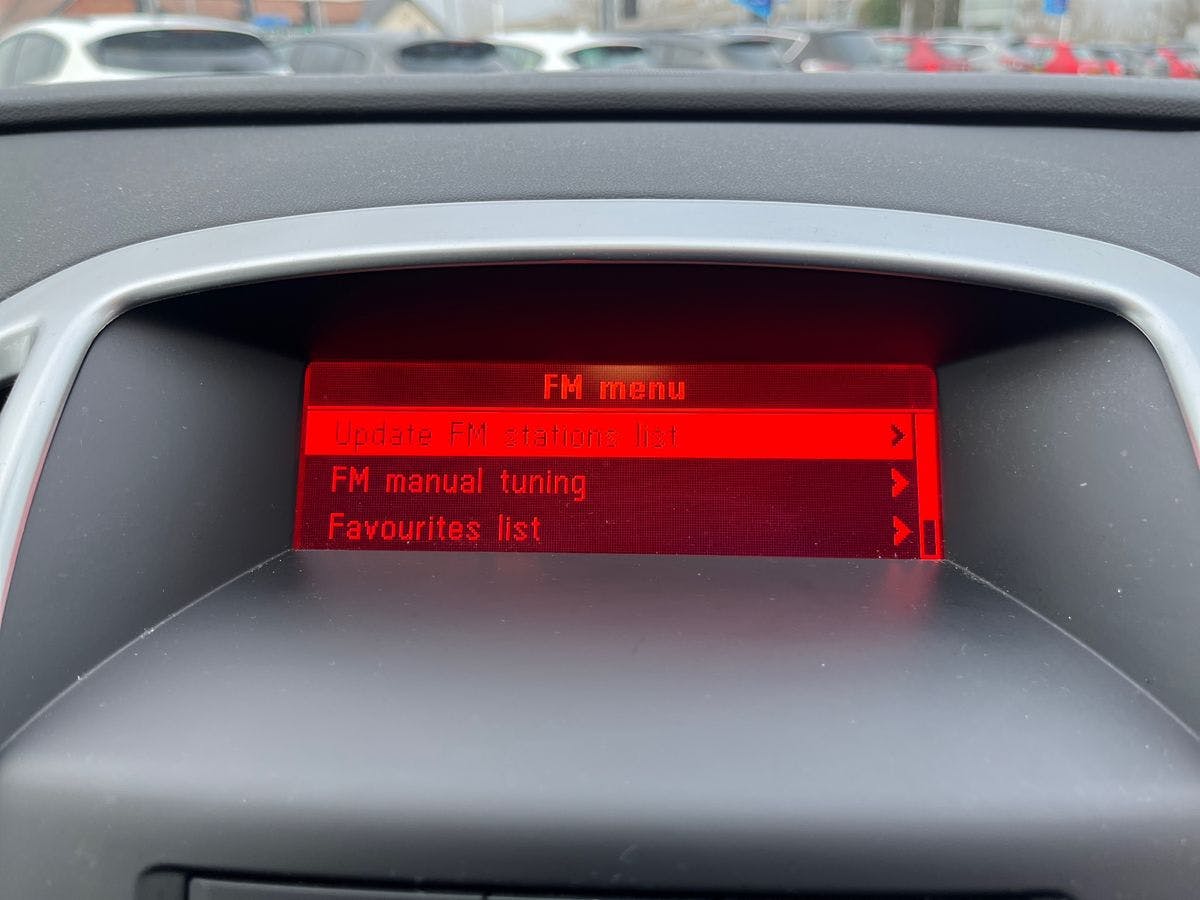 FM menu
Update FM stations list
FM manual tuning
Favourites list